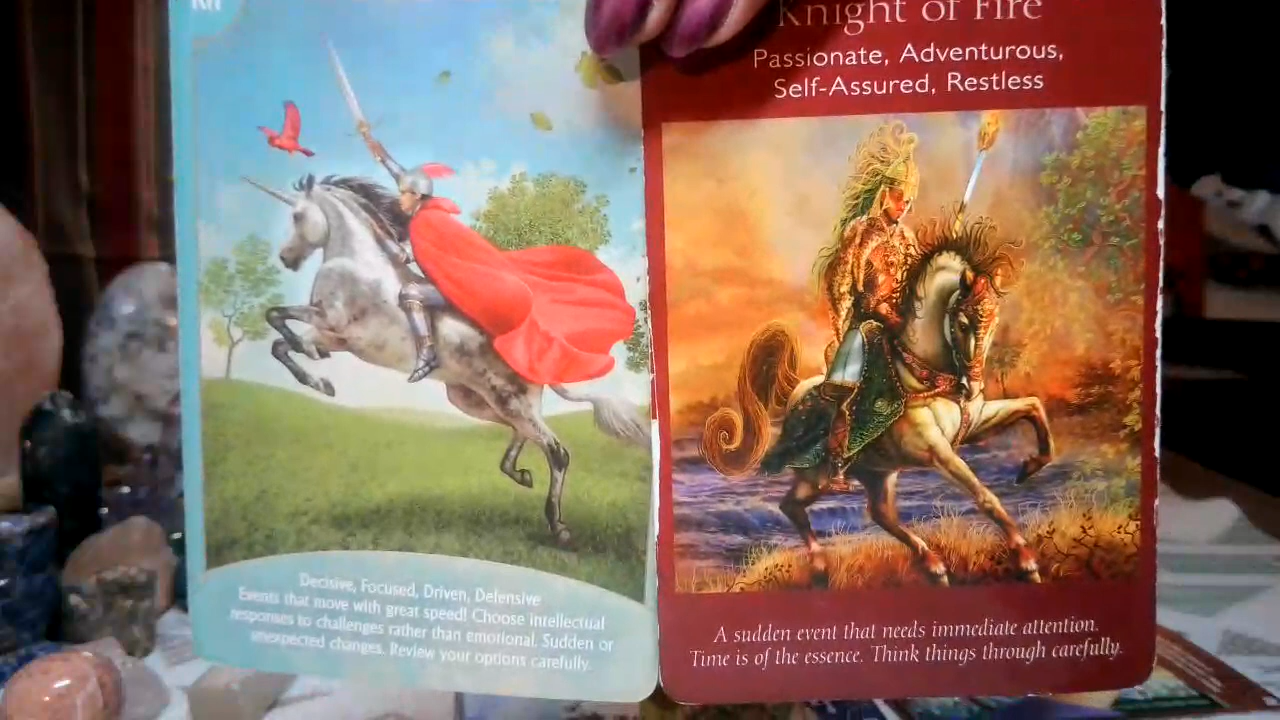 Decisive, Focused, Driven, Defensive
Events that move with great speed! Choose intellectual
responses to challenges rather than emotional. Sudden or
unexpected changes. Review your options carefully.
Knight of Fire
Passionate, Adventurous,
Self-Assured, Restless
A sudden event that needs immediate attention.
Time is of the essence. Think things through carefully.